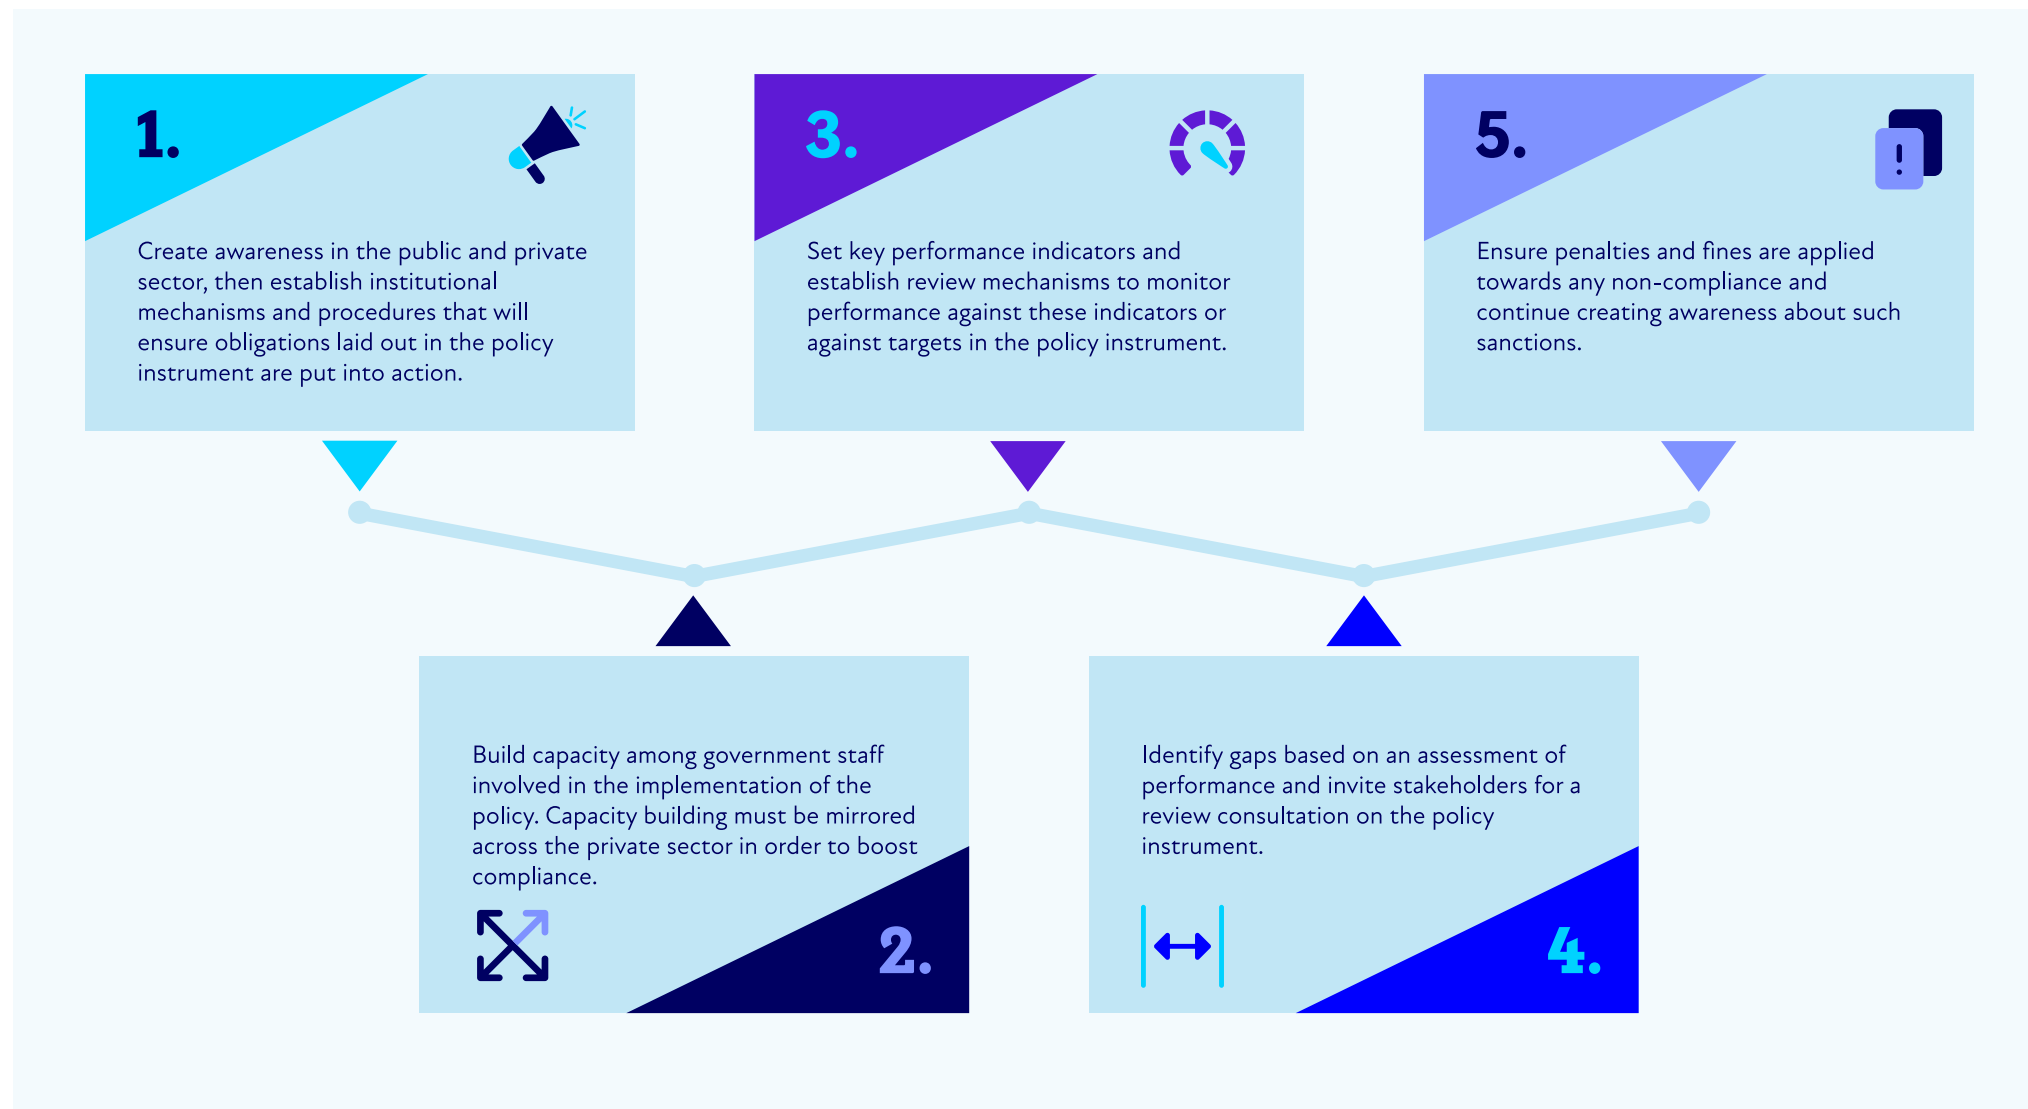 1.
Create awareness in the public and private
sector, then establish institutional
mechanisms and procedures that will
ensure obligations laid out in the policy
instrument are put into action.
2.
Build capacity among government staff
involved in the implementation of the
policy. Capacity building must be mirrored
across the private sector in order to boost
compliance.
3.
Set key performance indicators and
establish review mechanisms to monitor
performance against these indicators or
against targets in the policy instrument.
4.
Identify gaps based on an assessment of
performance and invite stakeholders for a
review consultation on the policy
instrument.
5.
Ensure penalties and fines are applied
towards any non-compliance and
continue creating awareness about such
sanctions.